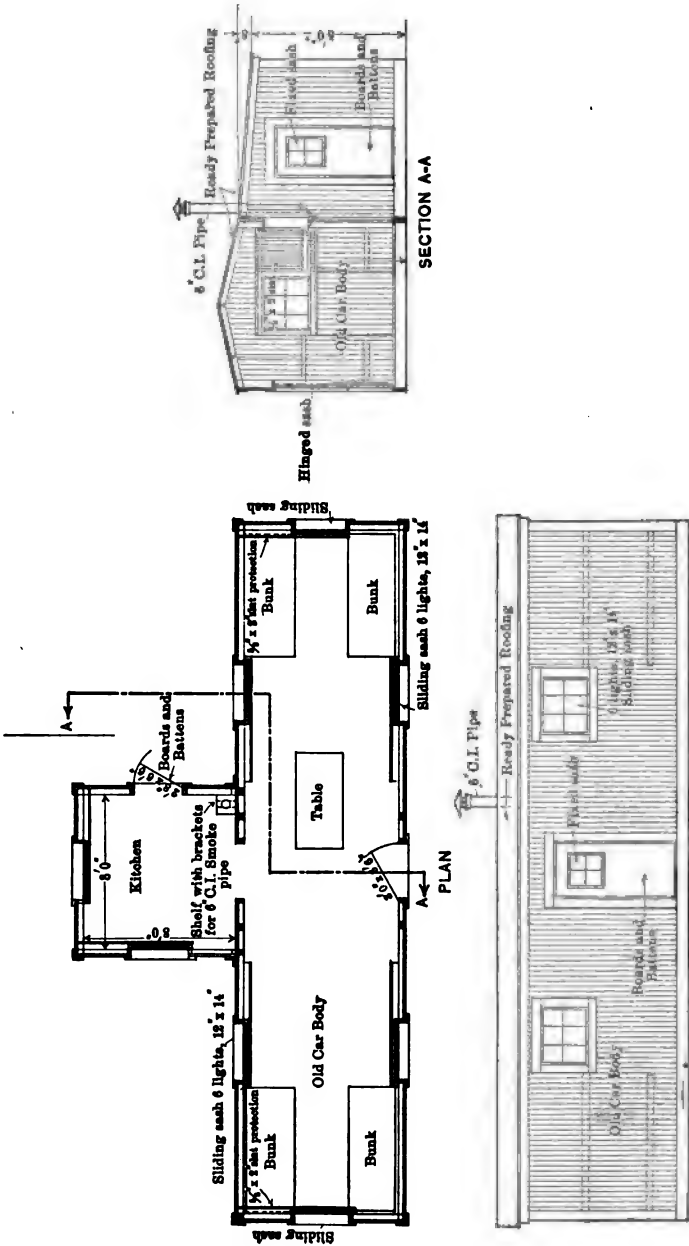 Sliding sash 6 lights, 12" x 14"
8'0"
Kitchen
8'0"
Shelf with brackets
for 6" C.I. Smoke
pipe
Boards and
Battens
A
Sliding sash
Bunk
Bunk
Old Car Body
Table
Bunk
Bunk
Sliding sash
Sliding sash 6 lights, 12" x 14"
A
PLAN
6" C.I. Pipe
Ready Prepared Roofing
Fixed sash
Boards and
Battens
Old Car Body
Hinged sash
SECTION A-A
6" C.I. Pipe
Ready Prepared Roofing
6 lights, 12" x 14"
Sliding sash
Boards and
Battens
Old Car Body